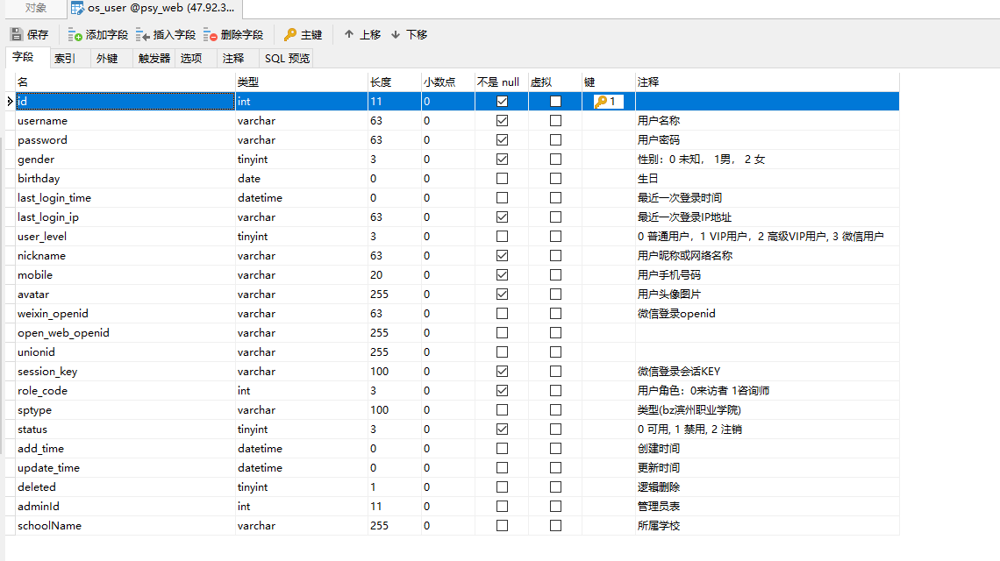 对象 os_user @psy_web (47.92.3...
保存 添加字段 插入字段 删除字段 主键 上移 下移
字段 索引 外键 触发器 选项 注释 SQL 预览
名 类型 长度 小数点 不是 null 虚拟 键 注释
id int 11 0 1
username varchar 63 0 用户名称
password varchar 63 0 用户密码
gender tinyint 3 0 性别：0 未知， 1男， 2 女
birthday date 0 0 生日
last_login_time datetime 0 0 最近一次登录时间
last_login_ip varchar 63 0 最近一次登录IP地址
user_level tinyint 3 0 0 普通用户，1 VIP用户，2 高级VIP用户, 3 微信用户
nickname varchar 63 0 用户昵称或网络名称
mobile varchar 20 0 用户手机号码
avatar varchar 255 0 用户头像图片
weixin_openid varchar 63 0 微信登录openid
open_web_openid varchar 255 0
unionid varchar 255 0
session_key varchar 100 0 微信登录会话KEY
role_code int 3 0 用户角色：0来访者 1咨询师
sptype varchar 100 0 类型(bz滨州职业学院)
status tinyint 3 0 0 可用, 1 禁用, 2 注销
add_time datetime 0 0 创建时间
update_time datetime 0 0 更新时间
deleted tinyint 1 0 逻辑删除
adminId int 11 0 管理员表
schoolName varchar 255 0 所属学校